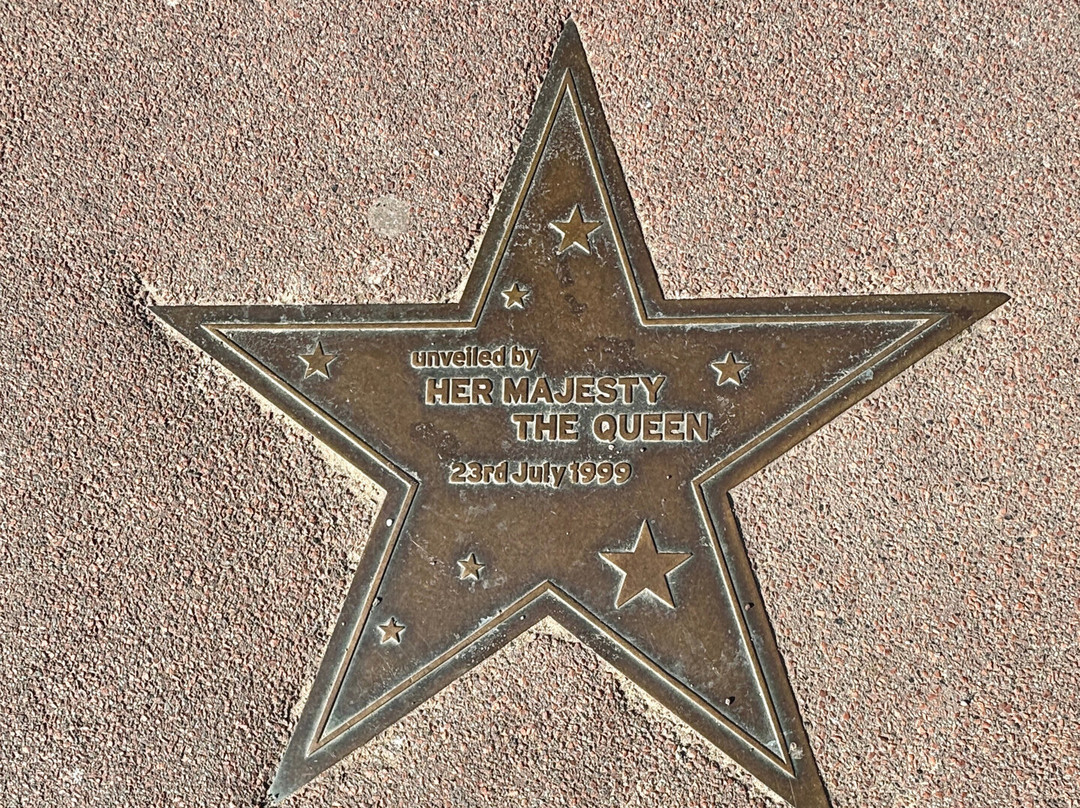 unveiled by
HER MAJESTY
THE QUEEN
23rd July 1999